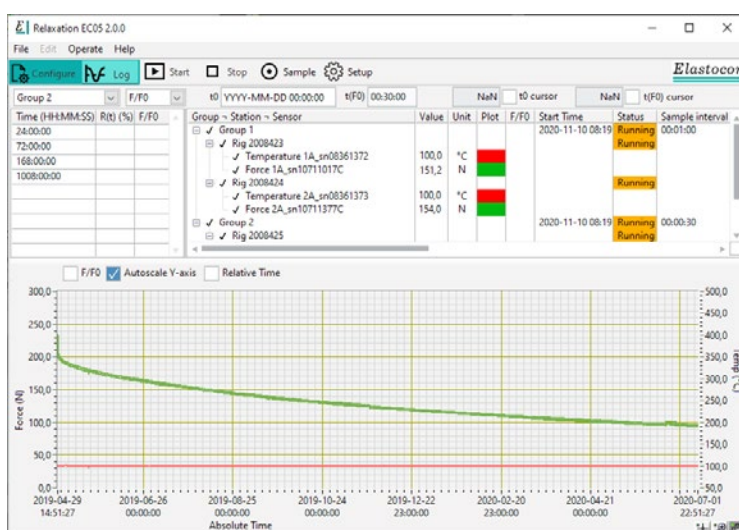 Relaxation EC05 2.0.0
File Edit Operate Help
Configure Log Start Stop Sample Setup Elastocon
Group 2 F/F0 t0 YYYY-MM-DD 00:00:00 t(F0) 00:30:00 NaN t0 cursor NaN t(F0) cursor
Time (HH:MM:SS) R(t) (%) F/F0 Group ¬ Station ¬ Sensor Value Unit Plot F/F0 Start Time Status Sample interval
24:00:00 Group 1 2020-11-10 08:19 Running 00:01:00
72:00:00 Rig 2008423 Running
168:00:00 Temperature 1A_sn08361372 100,0 °C
1008:00:00 Force 1A_sn10711017C 151,2 N
Rig 2008424 Running
Temperature 2A_sn08361373 100,0 °C
Force 2A_sn10711377C 154,0 N
Group 2 2020-11-10 08:19 Running 00:00:30
Rig 2008425 Running
F/F0 Autoscale Y-axis Relative Time
300,0 500,0
450,0
250,0
400,0
200,0 350,0
300,0
150,0
250,0
100,0 200,0
150,0
50,0
100,0
0,0 50,0
Force (N)
Temp (°C)
2019-04-29 2019-06-26 2019-08-25 2019-10-24 2019-12-22 2020-02-20 2020-04-21 2020-07-01
14:51:27 00:00:00 00:00:00 00:00:00 23:00:00 23:00:00 00:00:00 22:51:27
Absolute Time